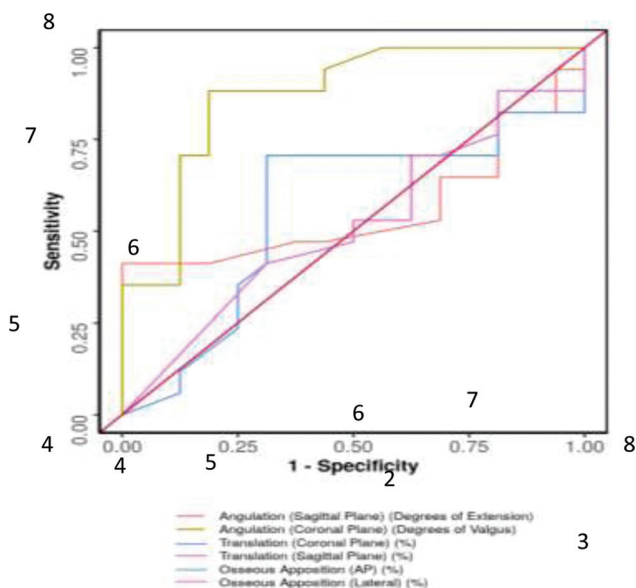 8
1.00
7
0.75
Sensitivity
6
0.50
5
0.25
0.00
6
7
4
0.00
0.25
0.50
0.75
1.00
8
4
5
1 - Specificity
2
Angulation (Sagittal Plane) (Degrees of Extension)
Angulation (Coronal Plane) (Degrees of Valgus)
Translation (Coronal Plane) (%)
3
Translation (Sagittal Plane) (%)
Osseous Apposition (AP) (%)
Osseous Apposition (Lateral) (%)